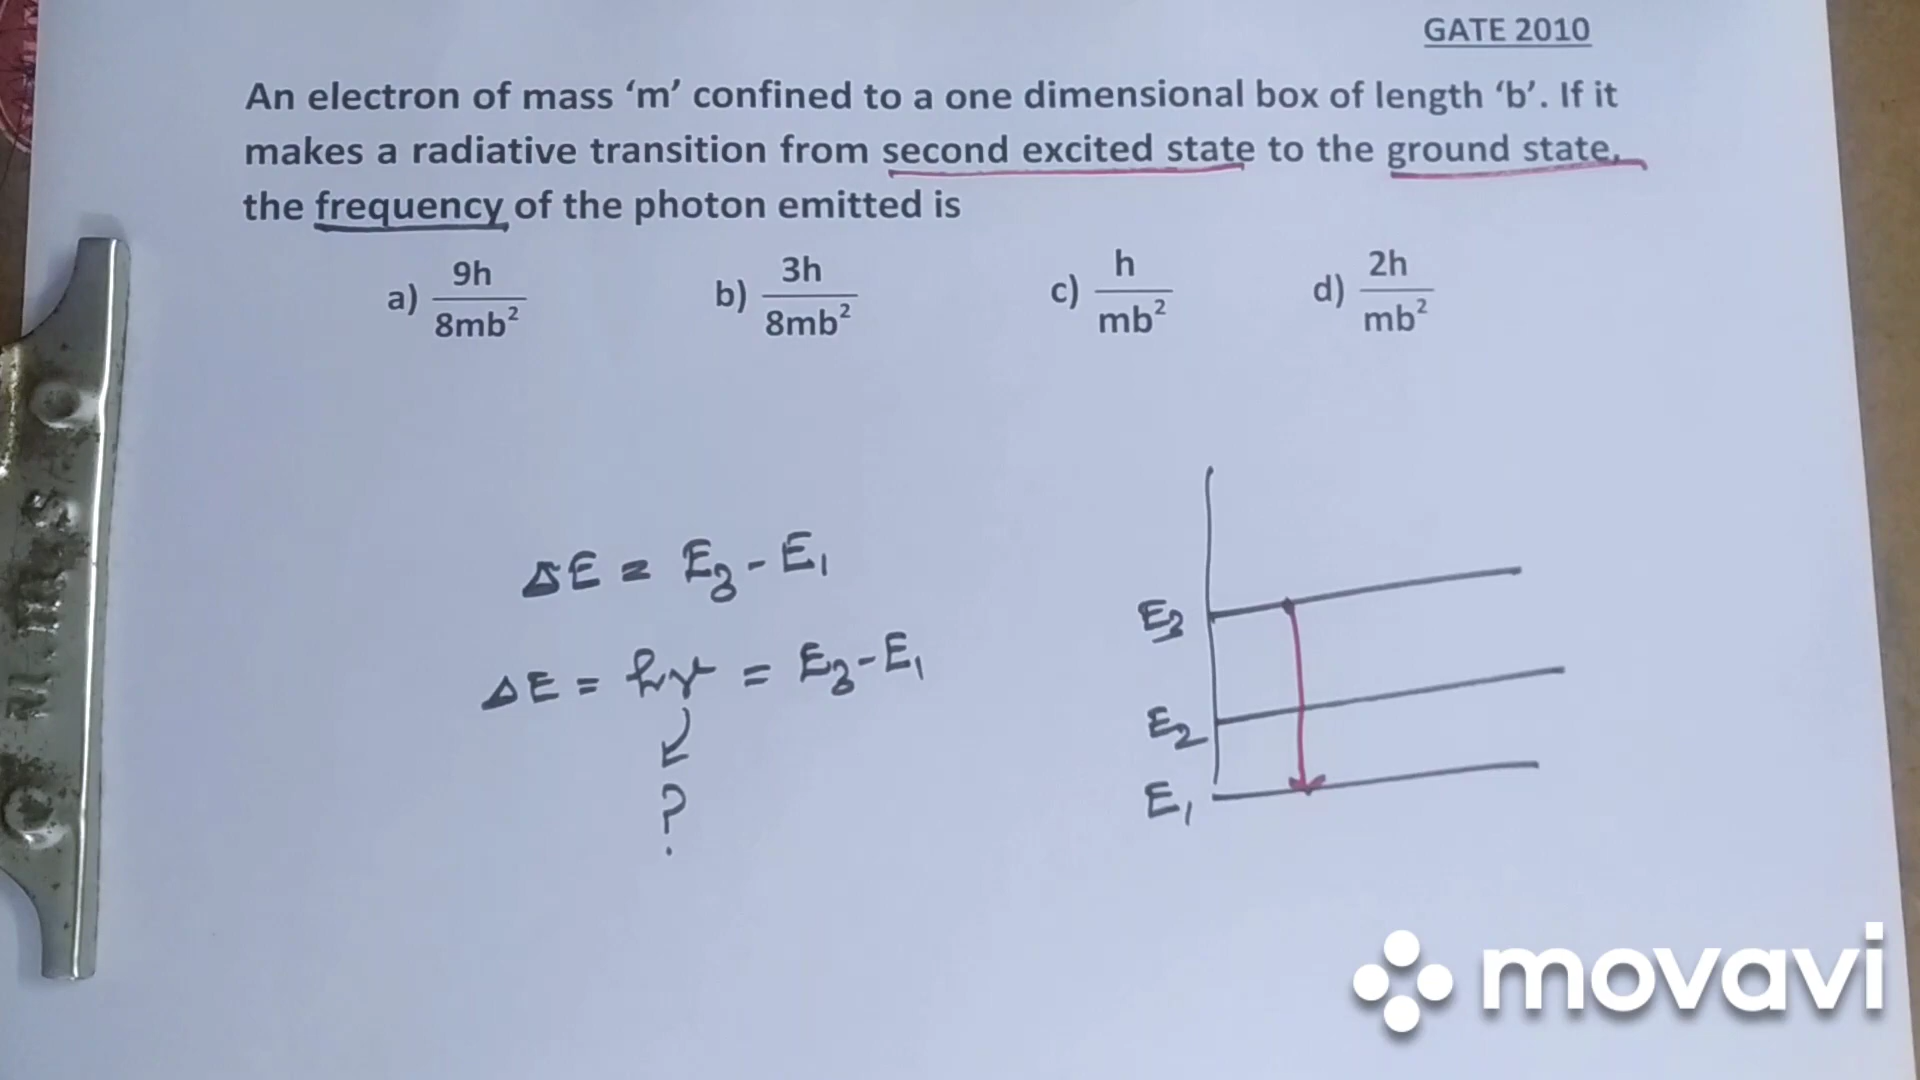 GATE 2010
An electron of mass ‘m’ confined to a one dimensional box of length ‘b’. If it
makes a radiative transition from second excited state to the ground state,
the frequency of the photon emitted is
a) 9h/8mb² b) 3h/8mb² c) h/mb² d) 2h/mb²
ΔE = E₃ - E₁
ΔE = hν = E₃ - E₁
?
E₃
E₂
E₁
movavi